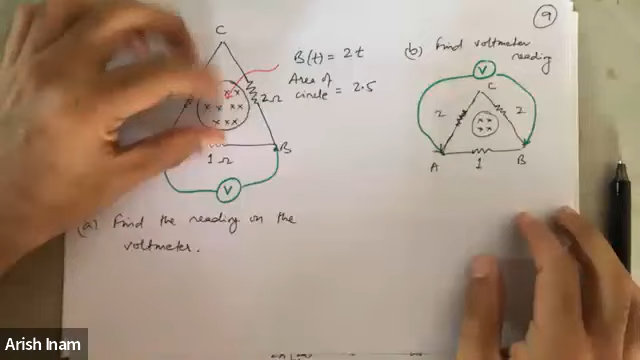 9
C
B(t) = 2t
Area of
circle = 2.5
x x
x x x x
x x x
2Ω
1 Ω
B
V
(a) Find the reading on the
voltmeter.
(b) Find voltmeter
reading
V
C
2
2
x x
x x
A
1
B
Arish Inam